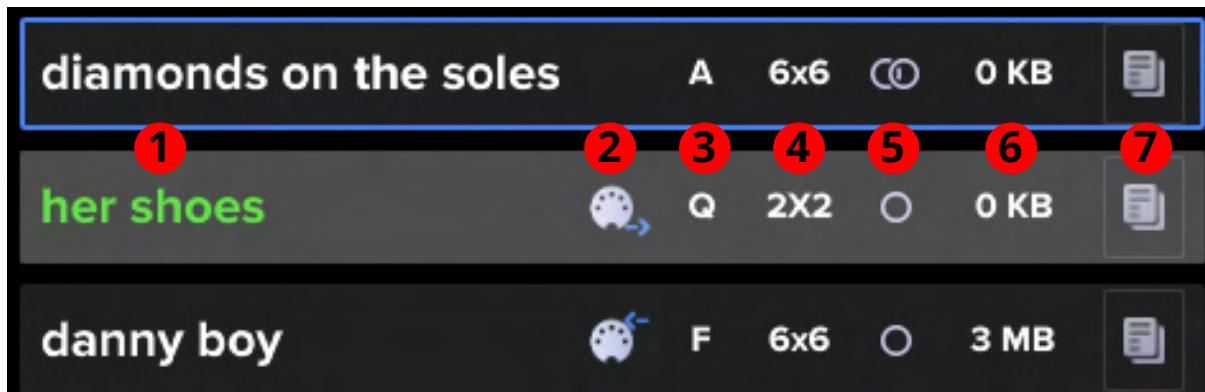 diamonds on the soles A 6x6 0 KB
1 2 3 4 5 6 7
her shoes Q 2X2 0 KB
danny boy F 6x6 3 MB